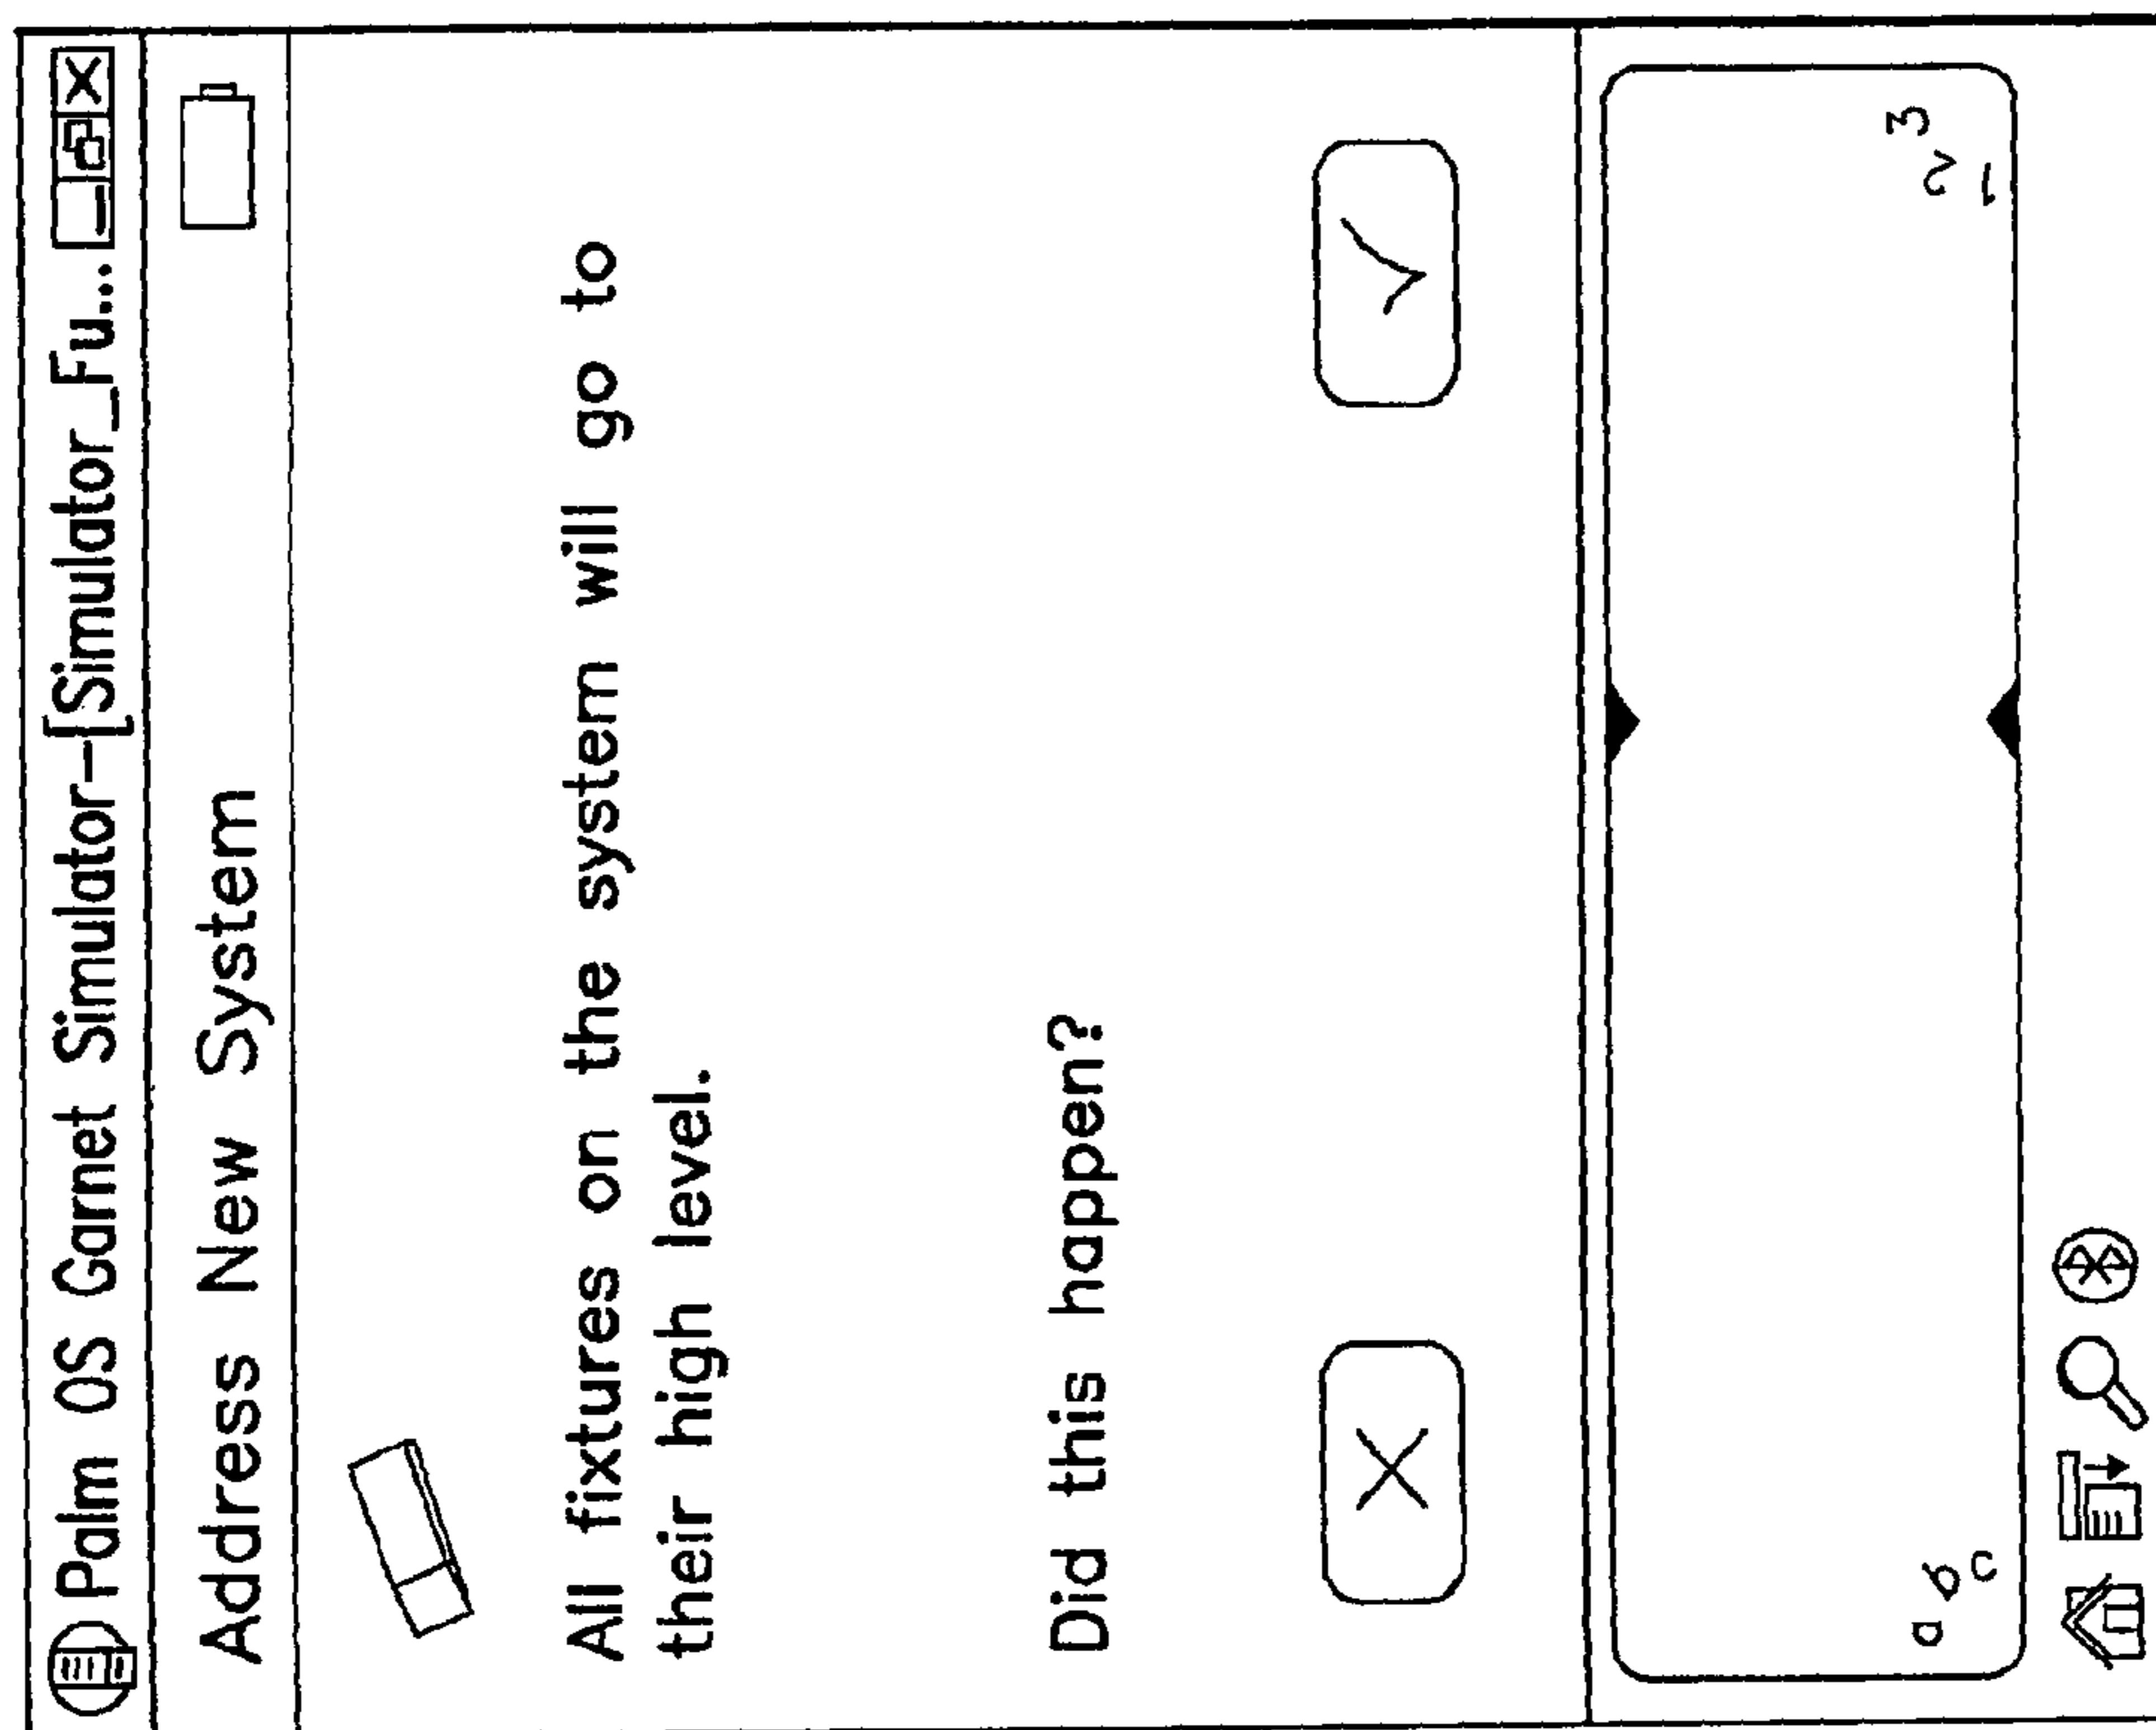 Palm OS Garnet Simulator-[Simulator_Fu...
Address New System
All fixtures on the system will go to
their high level.
Did this happen?
a b c
1 2 3